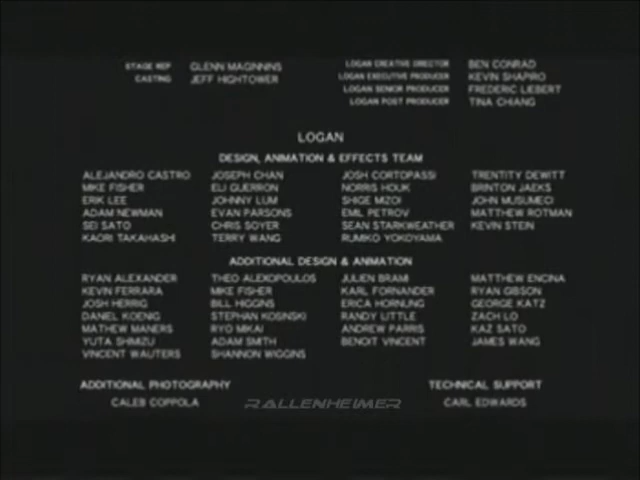 STAGE REP GLENN MAGINNINS LOGAN CREATIVE DIRECTOR BEN CONRAD
CASTING JEFF HIGHTOWER LOGAN EXECUTIVE PRODUCER KEVIN SHAPIRO
LOGAN SENIOR PRODUCER FREDERIC LIEBERT
LOGAN POST PRODUCER TINA CHIANG
LOGAN
DESIGN, ANIMATION & EFFECTS TEAM
ALEJANDRO CASTRO JOSEPH CHAN JOSH CORTOPASSI TRENTITY DEWITT
MIKE FISHER ELI GUERRON NORRIS HOUK BRINTON JAEKS
ERIK LEE JOHNNY LUM SHIGE MIZOI JOHN MUSUMECI
ADAM NEWMAN EVAN PARSONS EMIL PETROV MATTHEW ROTMAN
SEI SATO CHRIS SOYER SEAN STARKWEATHER KEVIN STEIN
KAORI TAKAHASHI TERRY WANG RUMIKO YOKOYAMA
ADDITIONAL DESIGN & ANIMATION
RYAN ALEXANDER THEO ALEXOPOULOS JULIEN BRAMI MATTHEW ENCINA
KEVIN FERRARA MIKE FISHER KARL FORNANDER RYAN GIBSON
JOSH HERRIG BILL HIGGINS ERICA HORNUNG GEORGE KATZ
DANIEL KOENIG STEPHAN KOSINSKI RANDY LITTLE ZACH LO
MATHEW MANERS RYO MIKAI ANDREW PARRIS KAZ SATO
YUTA SHIMIZU ADAM SMITH BENOIT VINCENT JAMES WANG
VINCENT WAUTERS SHANNON WIGGINS
ADDITIONAL PHOTOGRAPHY TECHNICAL SUPPORT
CALEB COPPOLA RALLENHEIMER CARL EDWARDS